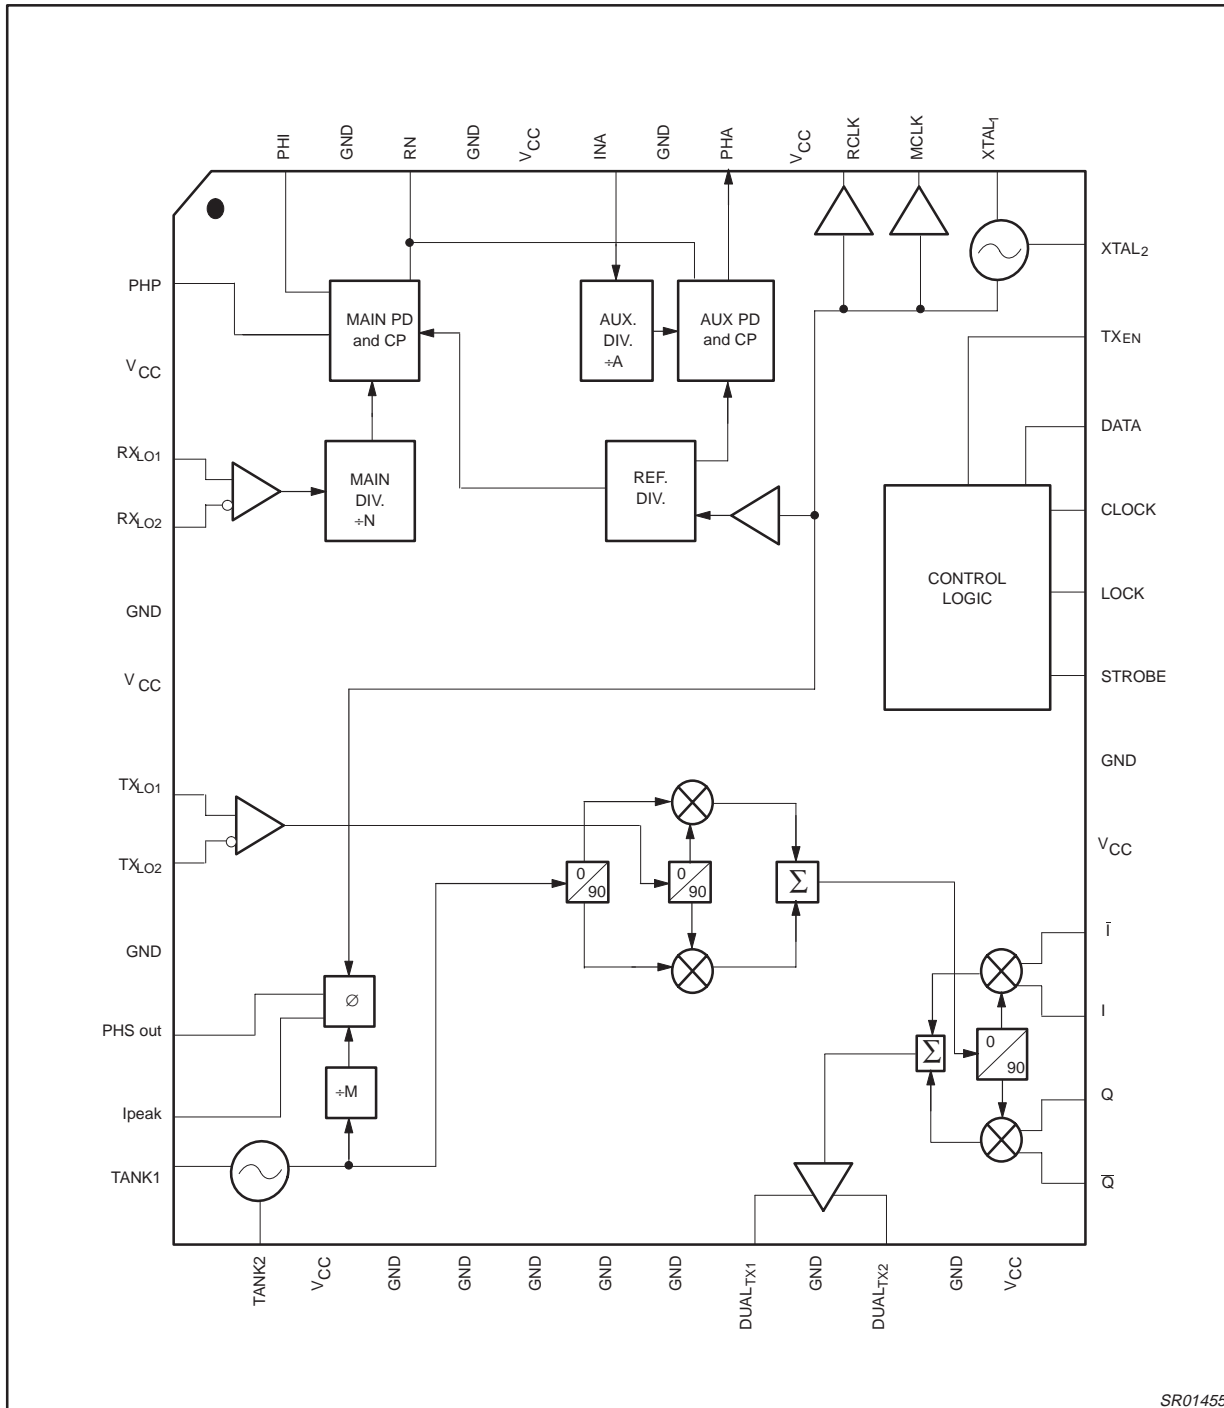 PHI
GND
RN
GND
VCC
INA
GND
PHA
VCC
RCLK
MCLK
XTAL1
XTAL2
PHP
MAIN PD
and CP
AUX.
DIV.
÷A
AUX PD
and CP
TXEN
VCC
DATA
RXLO1
MAIN
DIV.
÷N
REF.
DIV.
RXLO2
CLOCK
CONTROL
LOGIC
LOCK
GND
VCC
STROBE
GND
TXLO1
VCC
TXLO2
0
90
0
90
Σ
GND
Ī
PHS out
∅
I
Σ
0
90
÷M
Ipeak
Q
TANK1
Q̅
TANK2
VCC
GND
GND
GND
GND
GND
DUALTX1
GND
DUALTX2
GND
VCC
SR01455